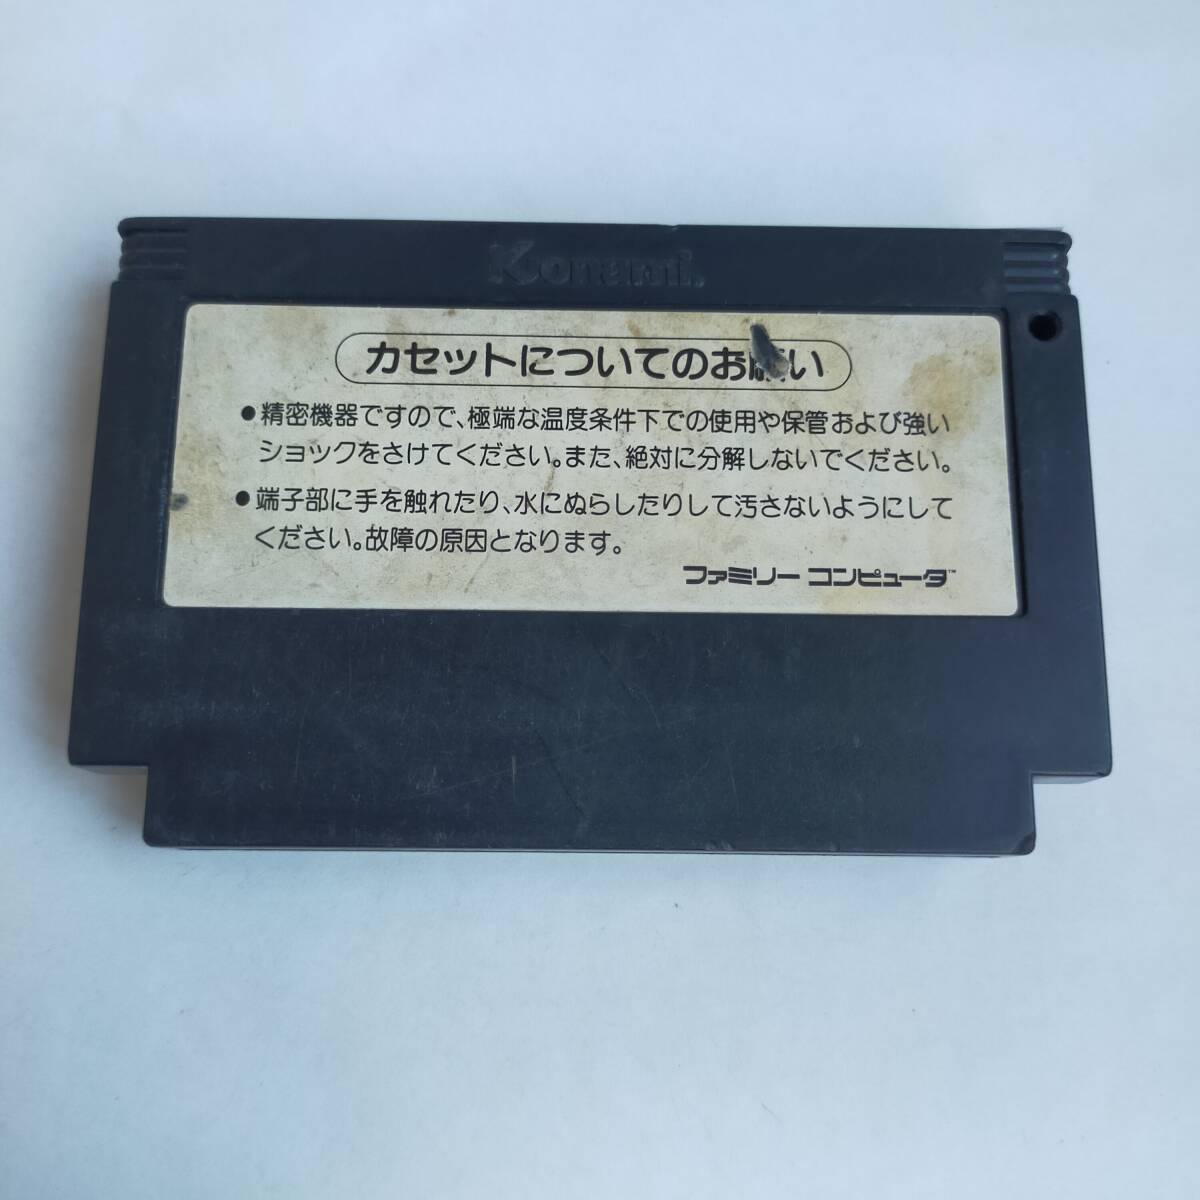 Konami
カセットについてのお願い
●精密機器ですので、極端な温度条件下での使用や保管および強い
ショックをさけてください。また、絶対に分解しないでください。
●端子部に手を触れたり、水にぬらしたりして汚さないようにして
ください。故障の原因となります。
ファミリー コンピュータ™